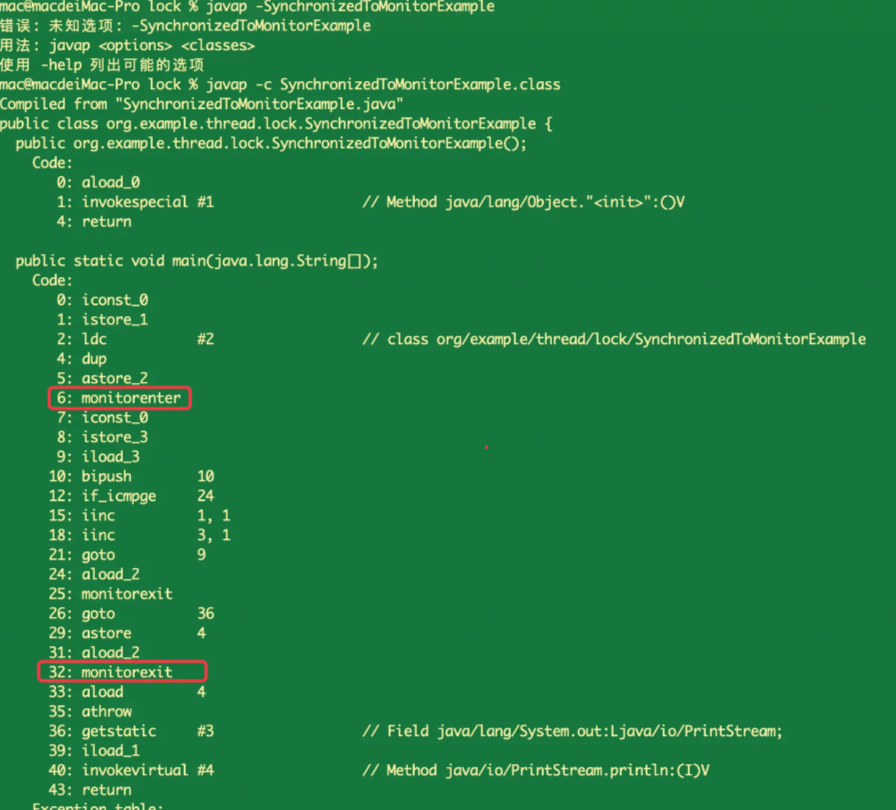 mac@macdeiMac-Pro lock % javap -SynchronizedToMonitorExample
错误: 未知选项: -SynchronizedToMonitorExample
用法: javap <options> <classes>
使用 -help 列出可能的选项
mac@macdeiMac-Pro lock % javap -c SynchronizedToMonitorExample.class
Compiled from "SynchronizedToMonitorExample.java"
public class org.example.thread.lock.SynchronizedToMonitorExample {
  public org.example.thread.lock.SynchronizedToMonitorExample();
    Code:
       0: aload_0
       1: invokespecial #1                  // Method java/lang/Object."<init>":()V
       4: return

  public static void main(java.lang.String[]);
    Code:
       0: iconst_0
       1: istore_1
       2: ldc           #2                  // class org/example/thread/lock/SynchronizedToMonitorExample
       4: dup
       5: astore_2
       6: monitorenter
       7: iconst_0
       8: istore_3
       9: iload_3
      10: bipush        10
      12: if_icmpge     24
      15: iinc          1, 1
      18: iinc          3, 1
      21: goto          9
      24: aload_2
      25: monitorexit
      26: goto          36
      29: astore        4
      31: aload_2
      32: monitorexit
      33: aload         4
      35: athrow
      36: getstatic     #3                  // Field java/lang/System.out:Ljava/io/PrintStream;
      39: iload_1
      40: invokevirtual #4                  // Method java/io/PrintStream.println:(I)V
      43: return
    Exception table: